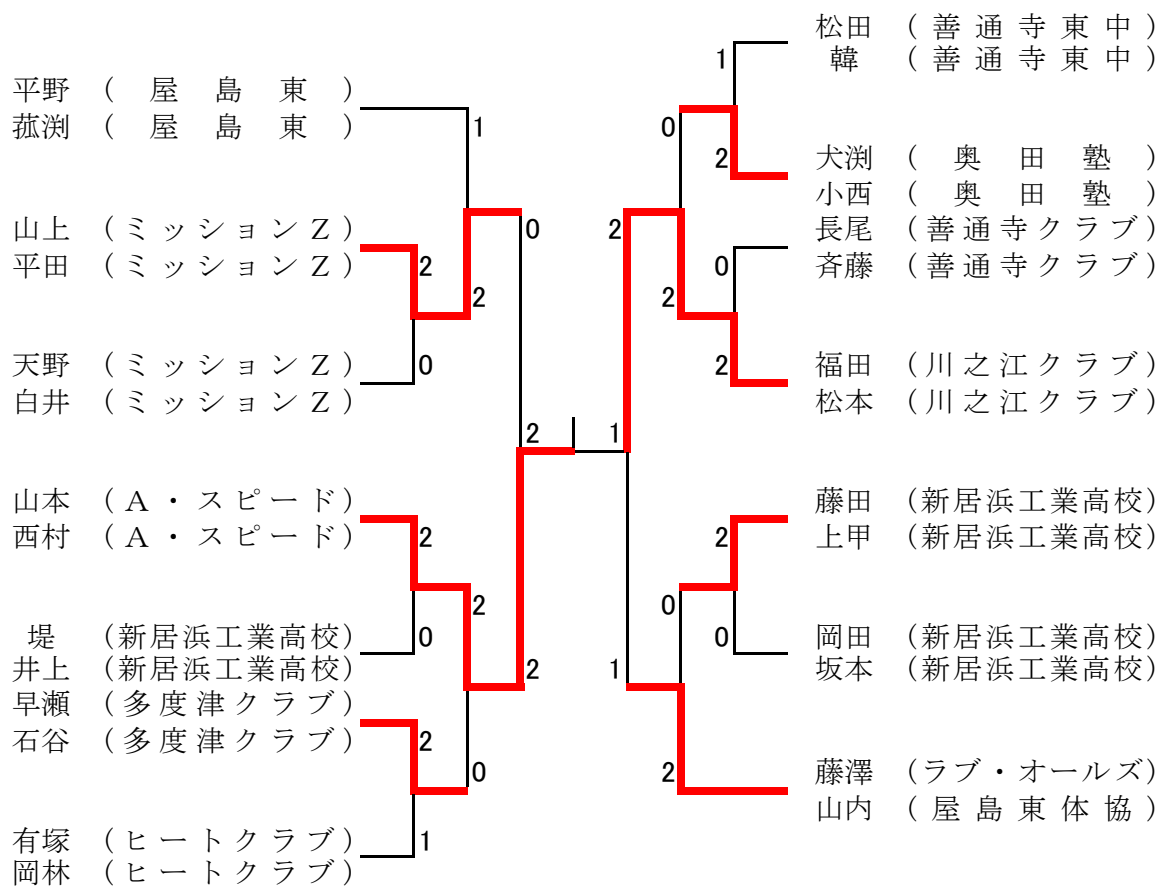 平野 （屋島東）
菰渕 （屋島東）
1
山上 （ミッションＺ）
平田 （ミッションＺ）
2
2
0
天野 （ミッションＺ）
白井 （ミッションＺ）
0
2
山本 （Ａ・スピード）
西村 （Ａ・スピード）
2
2
堤 （新居浜工業高校）
井上 （新居浜工業高校）
0
2
早瀬 （多度津クラブ）
石谷 （多度津クラブ）
2
0
有塚 （ヒートクラブ）
岡林 （ヒートクラブ）
1
松田 （善通寺東中）
韓 （善通寺東中）
1
0
犬渕 （奥田塾）
小西 （奥田塾）
2
2
長尾 （善通寺クラブ）
斉藤 （善通寺クラブ）
0
2
福田 （川之江クラブ）
松本 （川之江クラブ）
2
1
藤田 （新居浜工業高校）
上甲 （新居浜工業高校）
2
0
岡田 （新居浜工業高校）
坂本 （新居浜工業高校）
0
1
藤澤 （ラブ・オールズ）
山内 （屋島東体協）
2